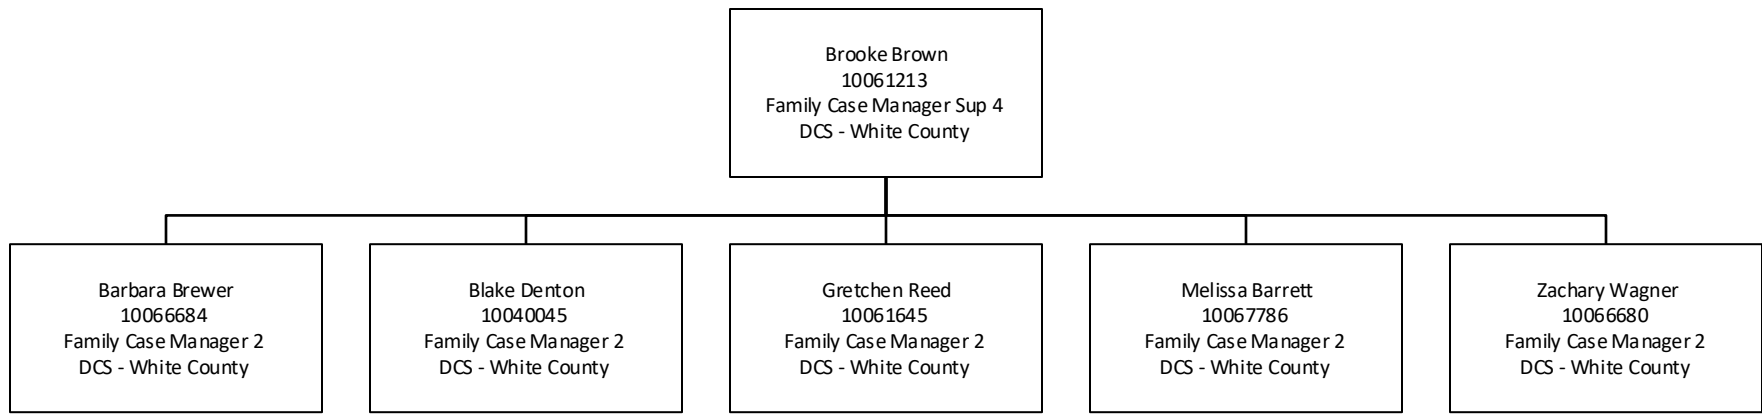 Brooke Brown
10061213
Family Case Manager Sup 4
DCS - White County
Barbara Brewer
10066684
Family Case Manager 2
DCS - White County
Blake Denton
10040045
Family Case Manager 2
DCS - White County
Gretchen Reed
10061645
Family Case Manager 2
DCS - White County
Melissa Barrett
10067786
Family Case Manager 2
DCS - White County
Zachary Wagner
10066680
Family Case Manager 2
DCS - White County